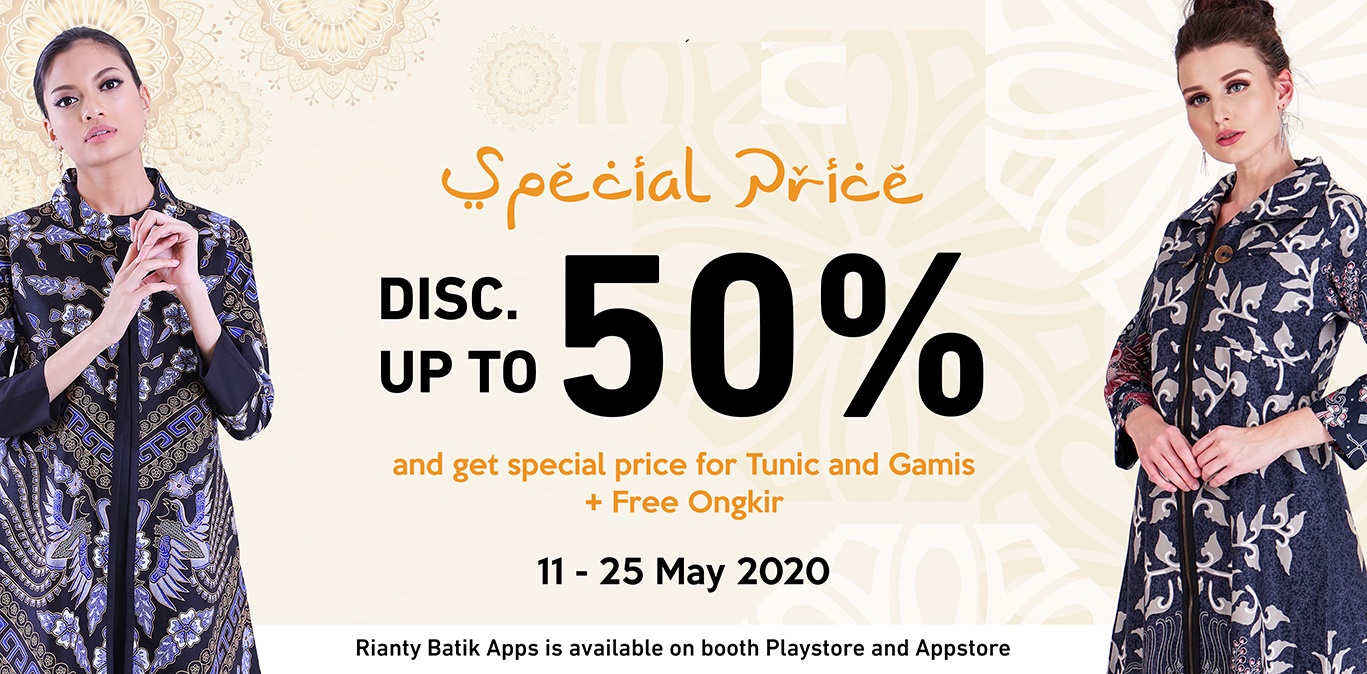 Special Price
DISC.
UP TO
50%
and get special price for Tunic and Gamis
+ Free Ongkir
11 - 25 May 2020
Rianty Batik Apps is available on booth Playstore and Appstore